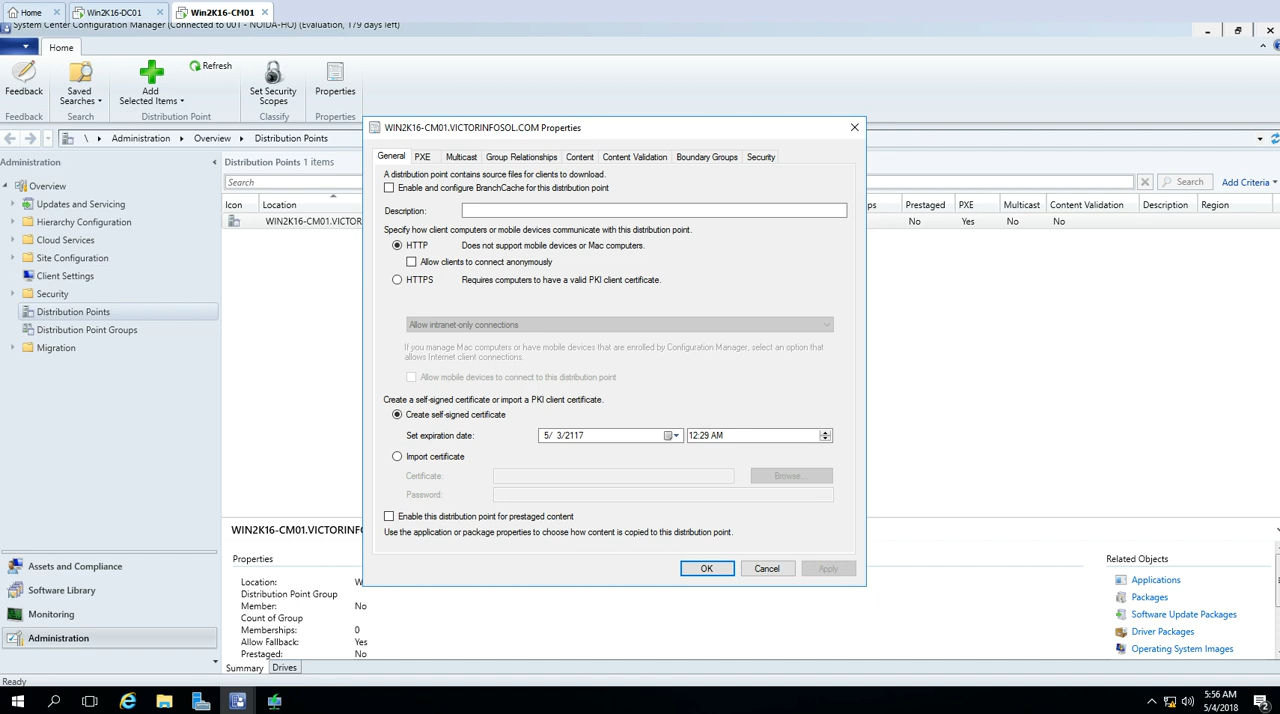 Home
Win2K16-DC01
Win2K16-CM01
System Center Configuration Manager (Connected to 001 - NOIDA-HO) (Evaluation, 179 days left)
Home
Feedback
Saved Searches
Add Selected Items
Refresh
Set Security Scopes
Properties
Feedback
Search
Distribution Point
Classify
Properties
\ Administration Overview Distribution Points
Administration
Overview
Updates and Servicing
Hierarchy Configuration
Cloud Services
Site Configuration
Client Settings
Security
Distribution Points
Distribution Point Groups
Migration
Assets and Compliance
Software Library
Monitoring
Administration
Ready
Distribution Points 1 items
Search
Search
Add Criteria
Icon Location
Prestaged PXE Multicast Content Validation Description Region
WIN2K16-CM01.VICTOR
No Yes No No
WIN2K16-CM01.VICTORINFOSOL.COM Properties
General PXE Multicast Group Relationships Content Content Validation Boundary Groups Security
A distribution point contains source files for clients to download.
Enable and configure BranchCache for this distribution point
Description:
Specify how client computers or mobile devices communicate with this distribution point.
HTTP Does not support mobile devices or Mac computers.
Allow clients to connect anonymously
HTTPS Requires computers to have a valid PKI client certificate.
Allow intranet-only connections
If you manage Mac computers or have mobile devices that are enrolled by Configuration Manager, select an option that
allows Internet client connections.
Allow mobile devices to connect to this distribution point
Create a self-signed certificate or import a PKI client certificate.
Create self-signed certificate
Set expiration date: 5/ 3/2117 12:29 AM
Import certificate
Certificate: Browse...
Password:
Enable this distribution point for prestaged content
Use the application or package properties to choose how content is copied to this distribution point.
OK Cancel Apply
WIN2K16-CM01.VICTORINFO
Properties
Location:
Distribution Point Group
Member: No
Count of Group
Memberships: 0
Allow Fallback: Yes
Prestaged: No
Summary Drives
Related Objects
Applications
Packages
Software Update Packages
Driver Packages
Operating System Images
5:56 AM
5/4/2018
2